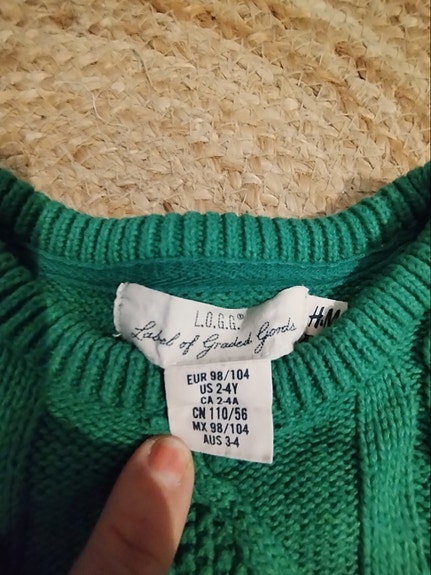 L.O.G.G.®
Label of Graded Goods
H&M
EUR 98/104
US 2-4Y
CA 2-4A
CN 110/56
MX 98/104
AUS 3-4